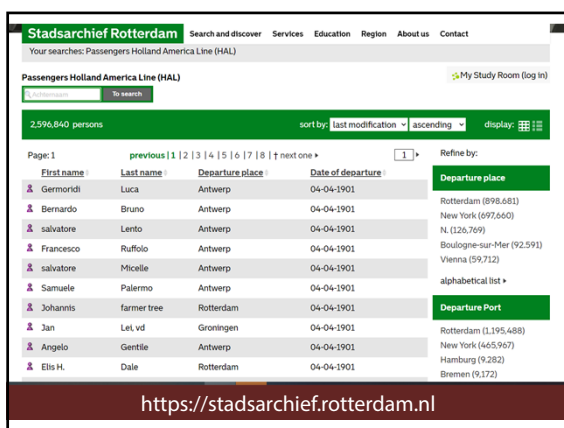 Stadsarchief Rotterdam Search and discover Services Education Region About us Contact
Your searches: Passengers Holland America Line (HAL)
Passengers Holland America Line (HAL) My Study Room (log in)
Achternaam To search
2,596,840 persons sort by: last modification ascending display:
Page: 1 previous | 1 | 2 | 3 | 4 | 5 | 6 | 7 | 8 | † next one 1 Refine by:
First name Last name Departure place Date of departure
Departure place
Germoridi Luca Antwerp 04-04-1901
Rotterdam (898.681)
Bernardo Bruno Antwerp 04-04-1901
New York (697,660)
salvatore Lento Antwerp 04-04-1901
N. (126,769)
Francesco Ruffolo Antwerp 04-04-1901
Boulogne-sur-Mer (92.591)
Vienna (59,712)
salvatore Micelle Antwerp 04-04-1901
Samuele Palermo Antwerp 04-04-1901
alphabetical list
Johannis farmer tree Rotterdam 04-04-1901
Departure Port
Jan Lei, vd Groningen 04-04-1901
Rotterdam (1,195,488)
Angelo Gentile Antwerp 04-04-1901
New York (465,967)
Hamburg (9,282)
Elis H. Dale Rotterdam 04-04-1901
Bremen (9,172)
https://stadsarchief.rotterdam.nl